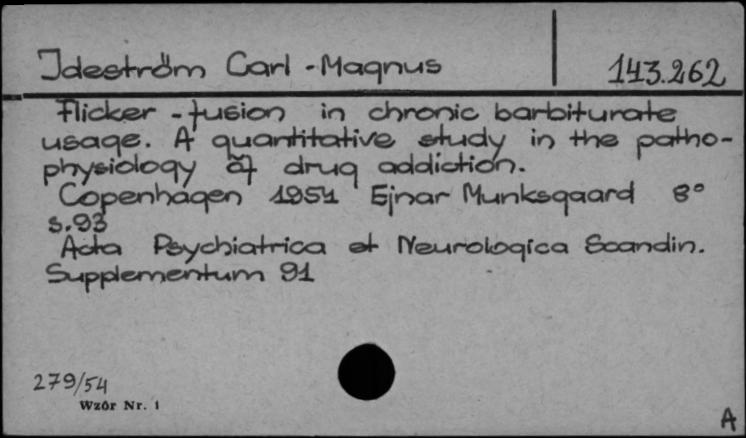 Ideström Carl - Magnus 143.262
Flicker - fusion in chronic barbiturate
usage. A quantitative study in the patho-
physiology of drug addiction.
Copenhagen 1954 Ejnar Munksgaard 8°
s.93
Acta Psychiatrica et Neurologica Scandin.
Supplementum 91
279/54
Wzór Nr. 1
A